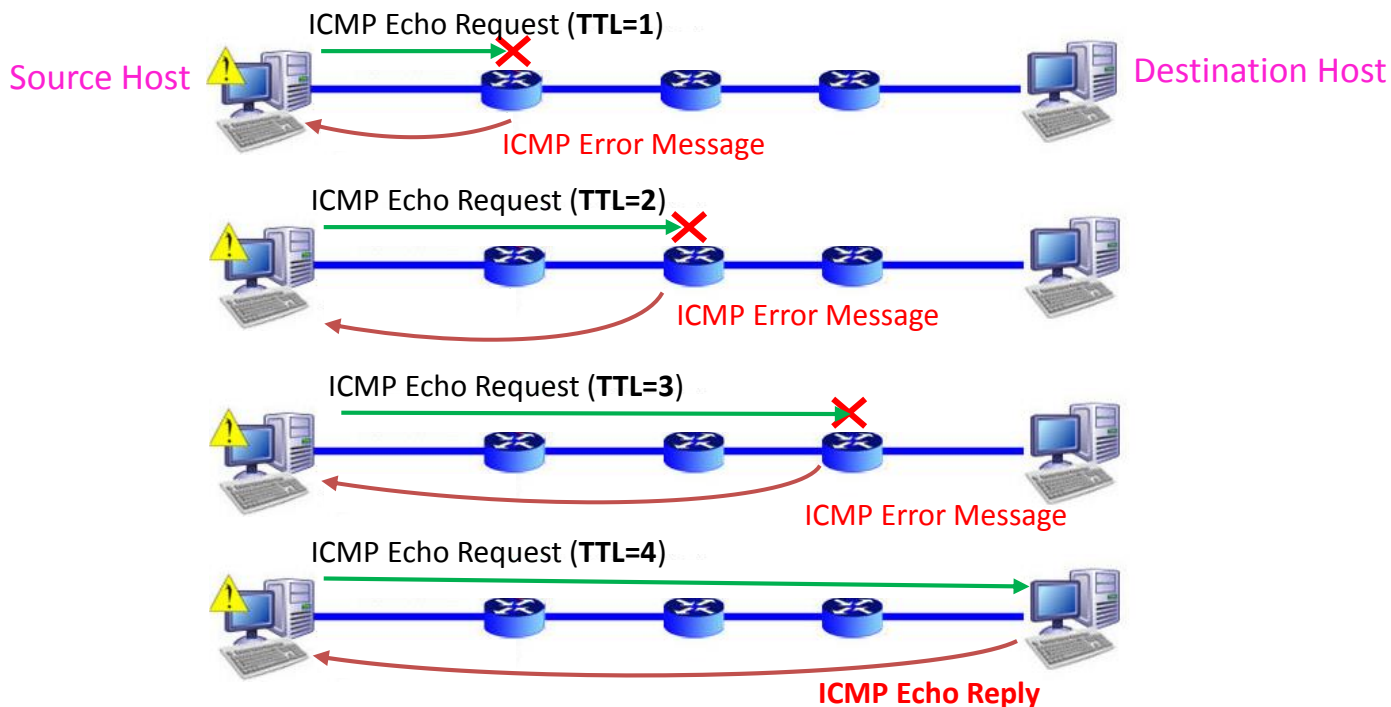 ICMP Echo Request (TTL=1)
Source Host
Destination Host
ICMP Error Message
ICMP Echo Request (TTL=2)
ICMP Error Message
ICMP Echo Request (TTL=3)
ICMP Error Message
ICMP Echo Request (TTL=4)
ICMP Echo Reply